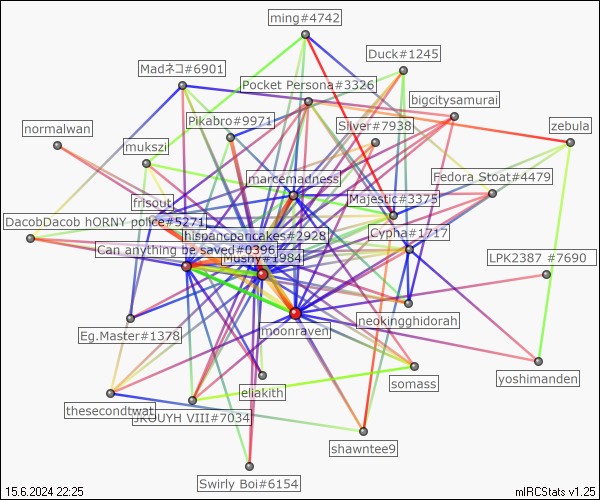 ming#4742
Duck#1245
Madネコ#6901
Pocket Persona#3326
bigcitysamurai
Pikabro#9971
Silver#7938
normalwan
zebula
mukszi
marcemadness
Fedora Stoat#4479
Majestic#3375
frisout
DacobDacob hORNY police#5271
hispancpancakes#2928
Cypha#1717
Can anything be saved#0396
Mushy#1984
LPK2387 #7690
moonraven
neokingghidorah
Eg.Master#1378
yoshimanden
somass
eliakith
thesecondtwat
JROUYH VIII#7034
shawntee9
Swirly Boi#6154
15.6.2024 22:25
mIRCStats v1.25